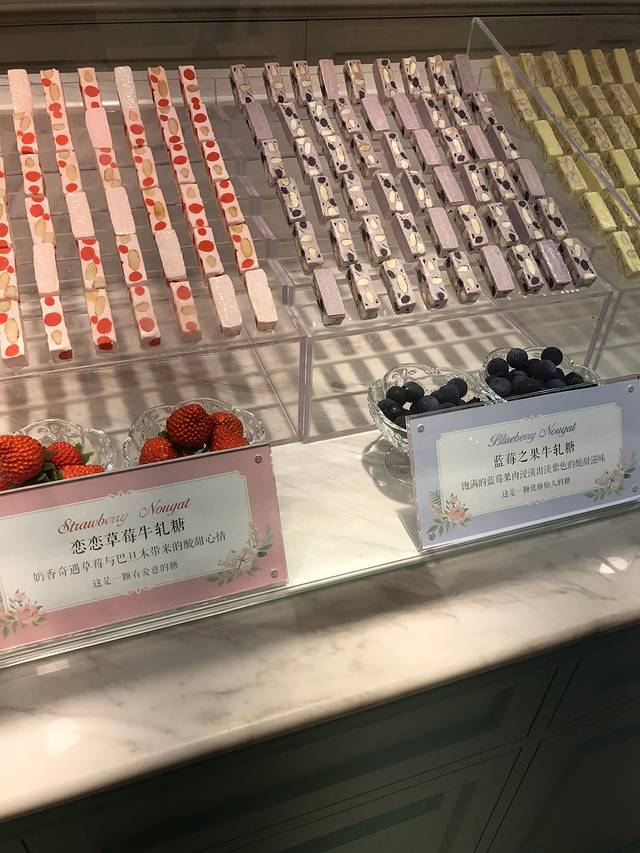 Strawberry Nougat
恋恋草莓牛轧糖
奶香奇遇草莓与巴旦木带来的酸甜心情
这是一颗有爱意的糖
Blueberry Nougat
蓝莓之果牛轧糖
饱满的蓝莓果肉浸渍出淡紫色的酸甜滋味
这是一颗优雅怡人的糖